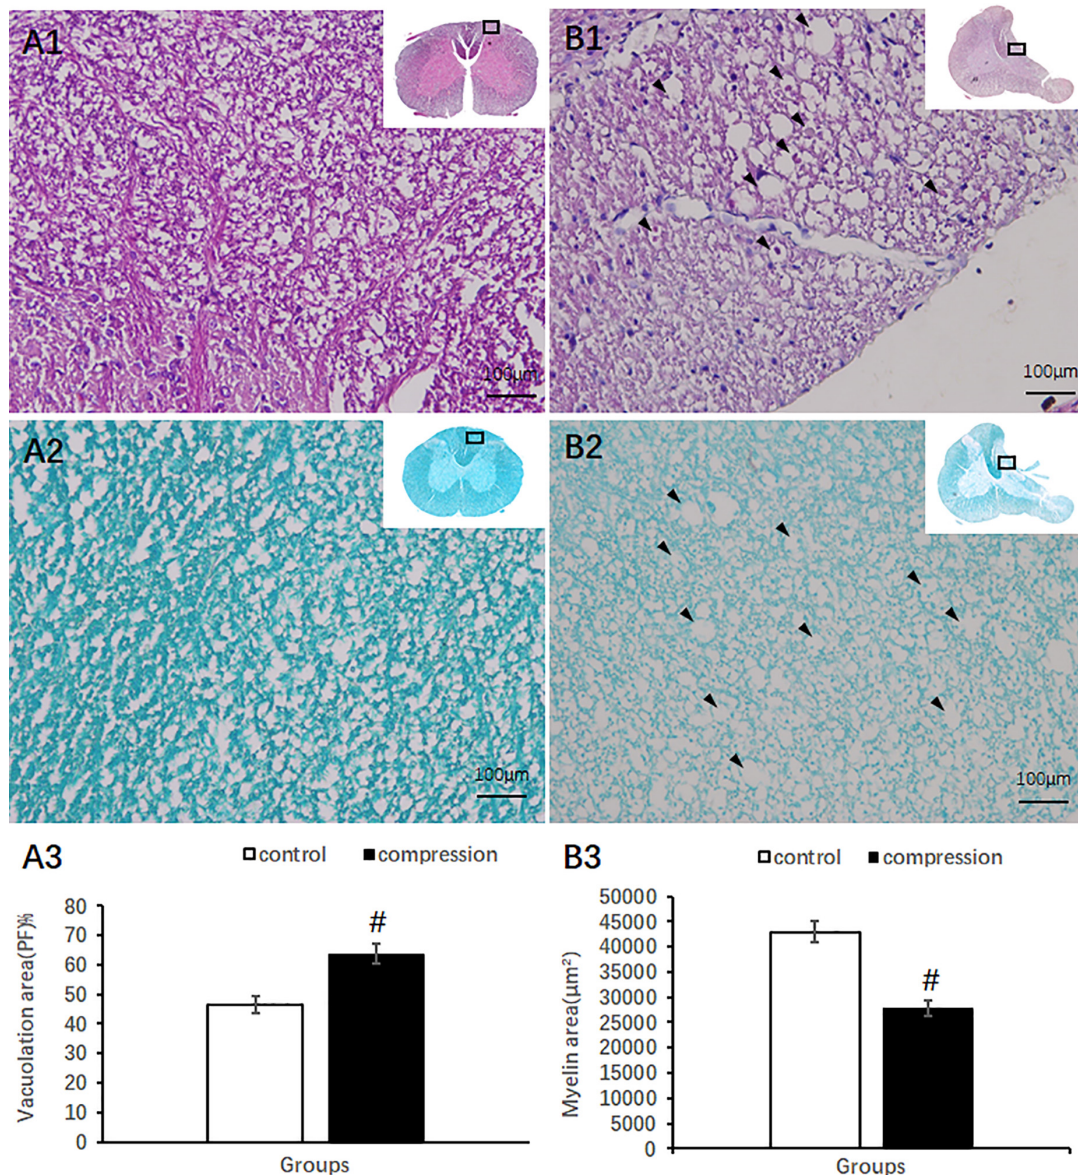 A1
100μm
B1
100μm
A2
100μm
B2
100μm
A3
control compression
Vacuolation area(PF)%
80
70
60
50
40
30
20
10
0
#
Groups
B3
control compression
Myelin area(μm²)
50000
45000
40000
35000
30000
25000
20000
15000
10000
5000
0
#
Groups